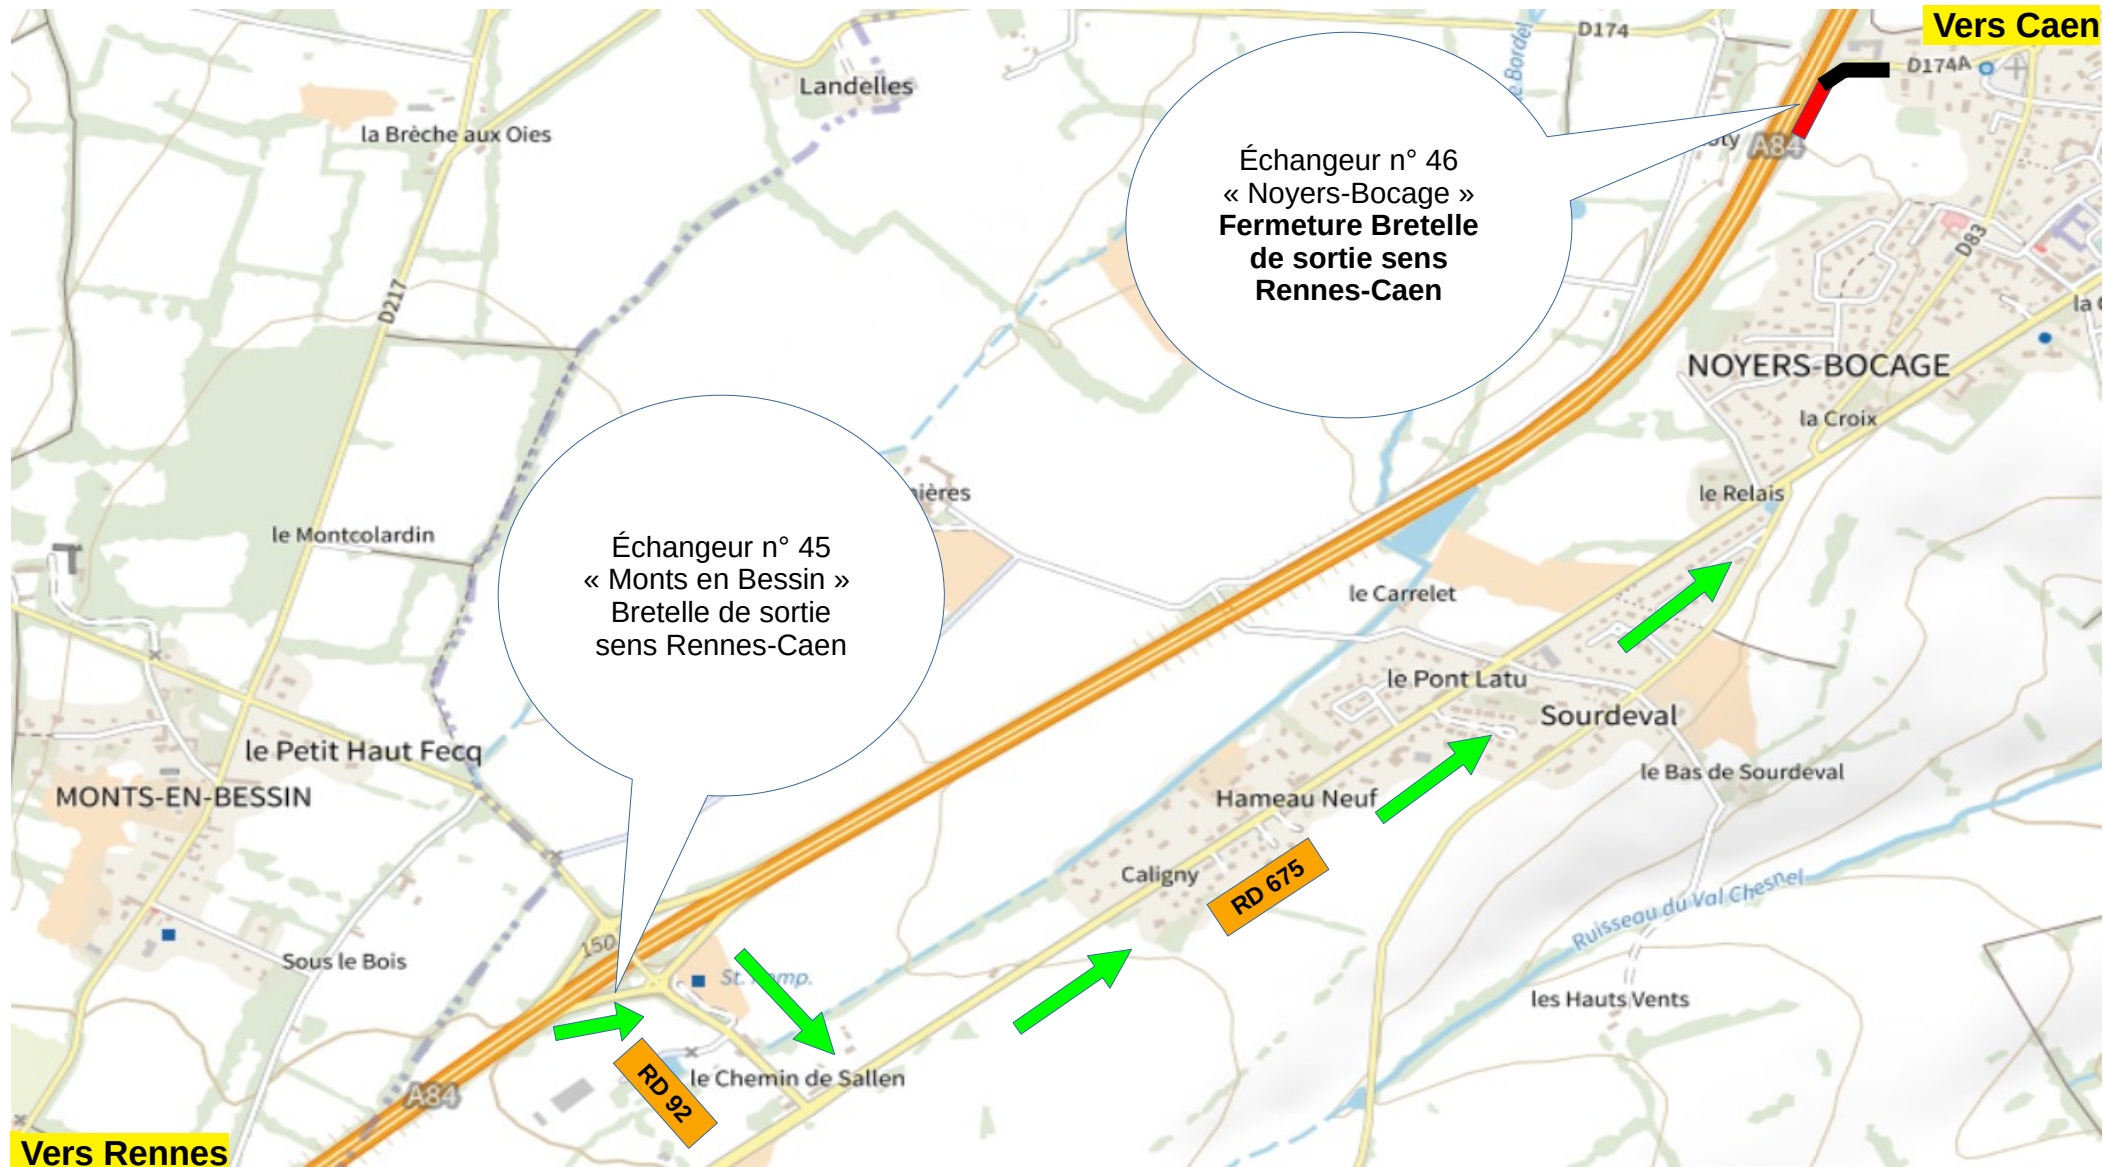 Vers Caen
D174
D174A
le Bordel
Landelles
la Brèche aux Oies
A84
Échangeur n° 46
« Noyers-Bocage »
Fermeture Bretelle
de sortie sens
Rennes-Caen
D83
D217
NOYERS-BOCAGE
la Croix
le Relais
le Montcolardin
Échangeur n° 45
« Monts en Bessin »
Bretelle de sortie
sens Rennes-Caen
le Carrelet
le Pont Latu
Sourdeval
le Petit Haut Fecq
le Bas de Sourdeval
MONTS-EN-BESSIN
Hameau Neuf
Caligny
RD 675
Ruisseau du Val Chesnel
150
Sous le Bois
St.
les Hauts Vents
le Chemin de Sallen
RD 92
A84
Vers Rennes